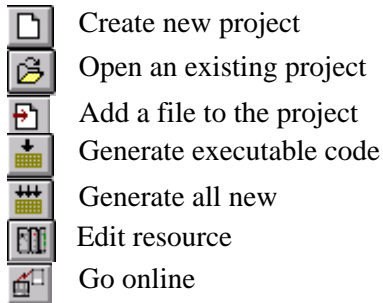 Create new project
Open an existing project
Add a file to the project
Generate executable code
Generate all new
Edit resource
Go online